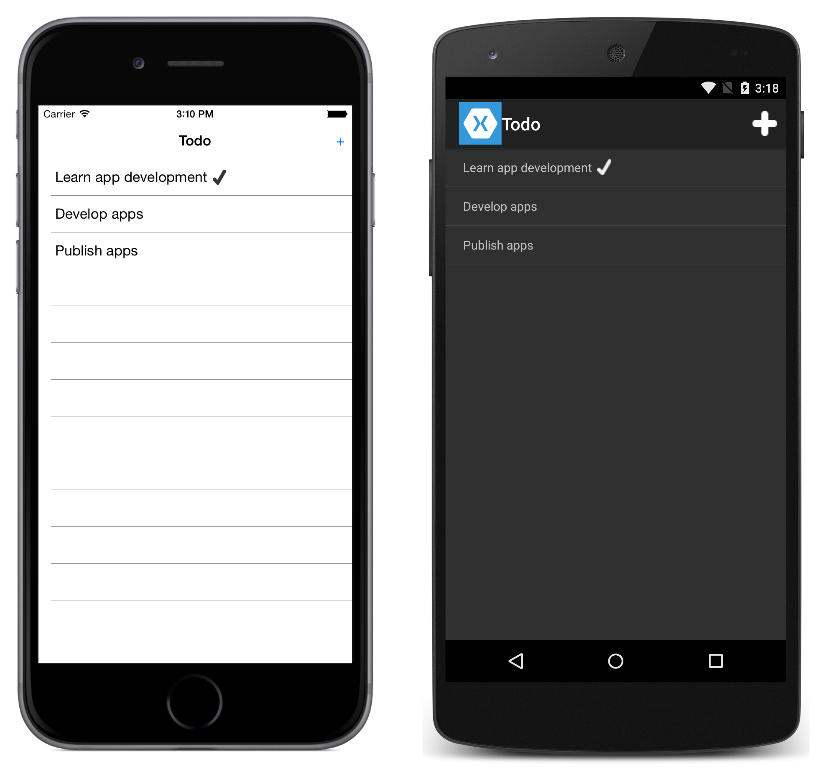 Carrier 3:10 PM
Todo +
Learn app development ✔
Develop apps
Publish apps
3:18
X Todo
Learn app development ✔
Develop apps
Publish apps